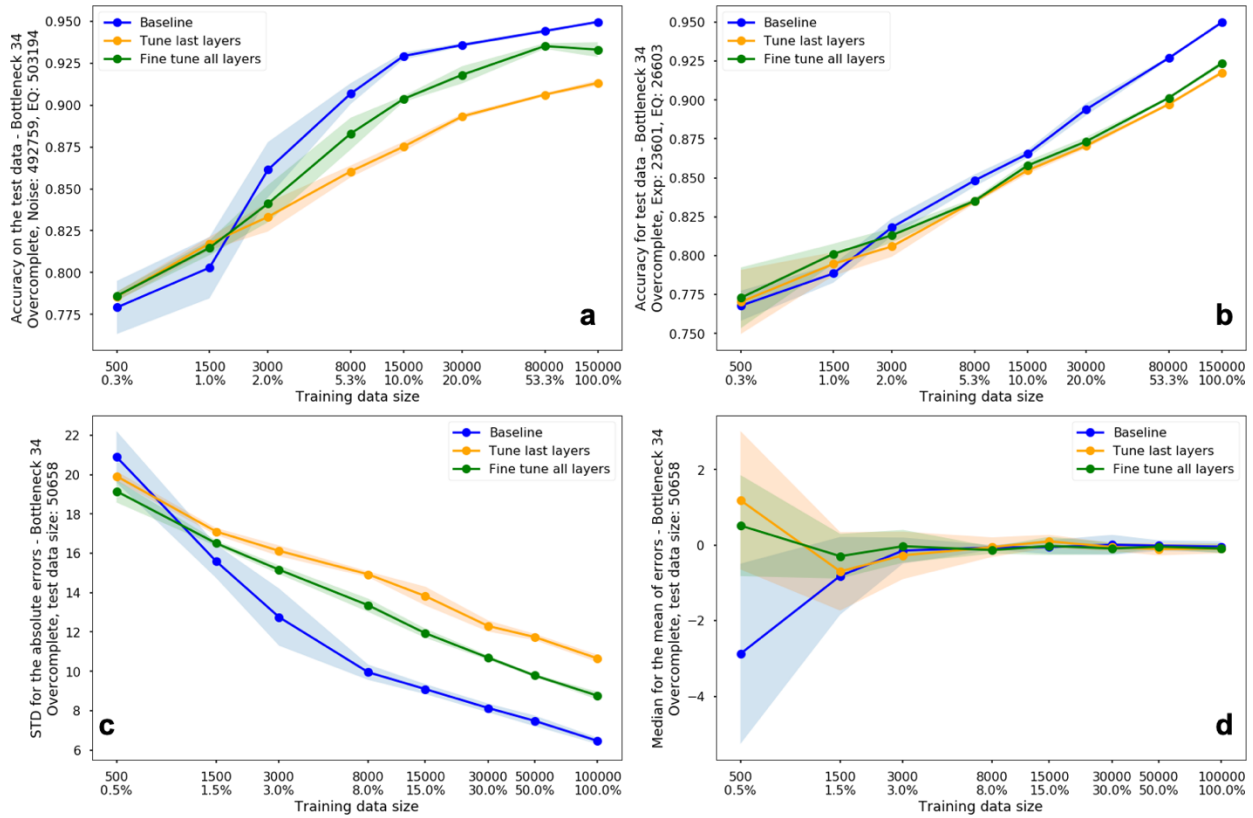 Accuracy on the test data - Bottleneck 34
Overcomplete, Noise: 492759, EQ: 503194
0.950
0.925
0.900
0.875
0.850
0.825
0.800
0.775
Baseline
Tune last layers
Fine tune all layers
a
500 1500 3000 8000 15000 30000 80000 150000
0.3% 1.0% 2.0% 5.3% 10.0% 20.0% 53.3% 100.0%
Training data size
Accuracy for test data - Bottleneck 34
Overcomplete, Exp: 23601, EQ: 26603
0.950
0.925
0.900
0.875
0.850
0.825
0.800
0.775
0.750
Baseline
Tune last layers
Fine tune all layers
b
500 1500 3000 8000 15000 30000 80000 150000
0.3% 1.0% 2.0% 5.3% 10.0% 20.0% 53.3% 100.0%
Training data size
STD for the absolute errors - Bottleneck 34
Overcomplete, test data size: 50658
22
20
18
16
14
12
10
8
6
Baseline
Tune last layers
Fine tune all layers
c
500 1500 3000 8000 15000 30000 50000 100000
0.5% 1.5% 3.0% 8.0% 15.0% 30.0% 50.0% 100.0%
Training data size
Median for the mean of errors - Bottleneck 34
Overcomplete, test data size: 50658
2
0
−2
−4
Baseline
Tune last layers
Fine tune all layers
d
500 1500 3000 8000 15000 30000 50000 100000
0.5% 1.5% 3.0% 8.0% 15.0% 30.0% 50.0% 100.0%
Training data size